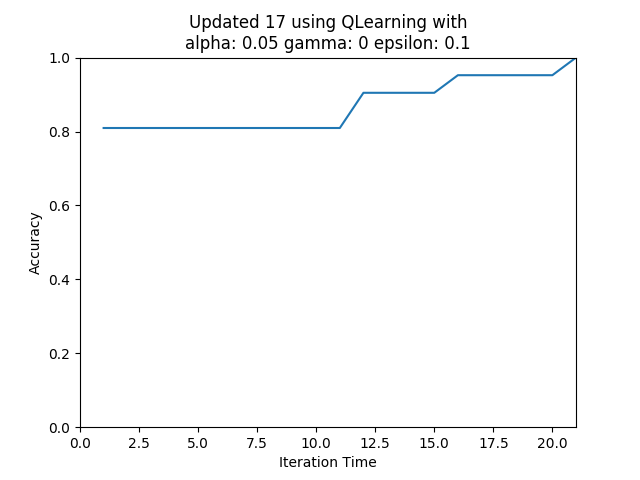 Updated 17 using QLearning with
alpha: 0.05 gamma: 0 epsilon: 0.1
1.0
0.8
0.6
0.4
0.2
0.0
Accuracy
0.0 2.5 5.0 7.5 10.0 12.5 15.0 17.5 20.0
Iteration Time